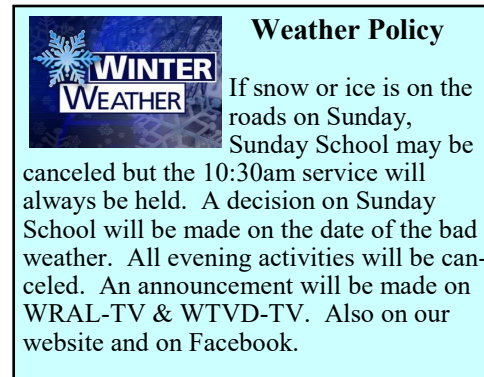 Weather Policy
WINTER
WEATHER
If snow or ice is on the
roads on Sunday,
Sunday School may be
canceled but the 10:30am service will
always be held.  A decision on Sunday
School will be made on the date of the bad
weather.  All evening activities will be can-
celed.  An announcement will be made on
WRAL-TV & WTVD-TV.  Also on our
website and on Facebook.